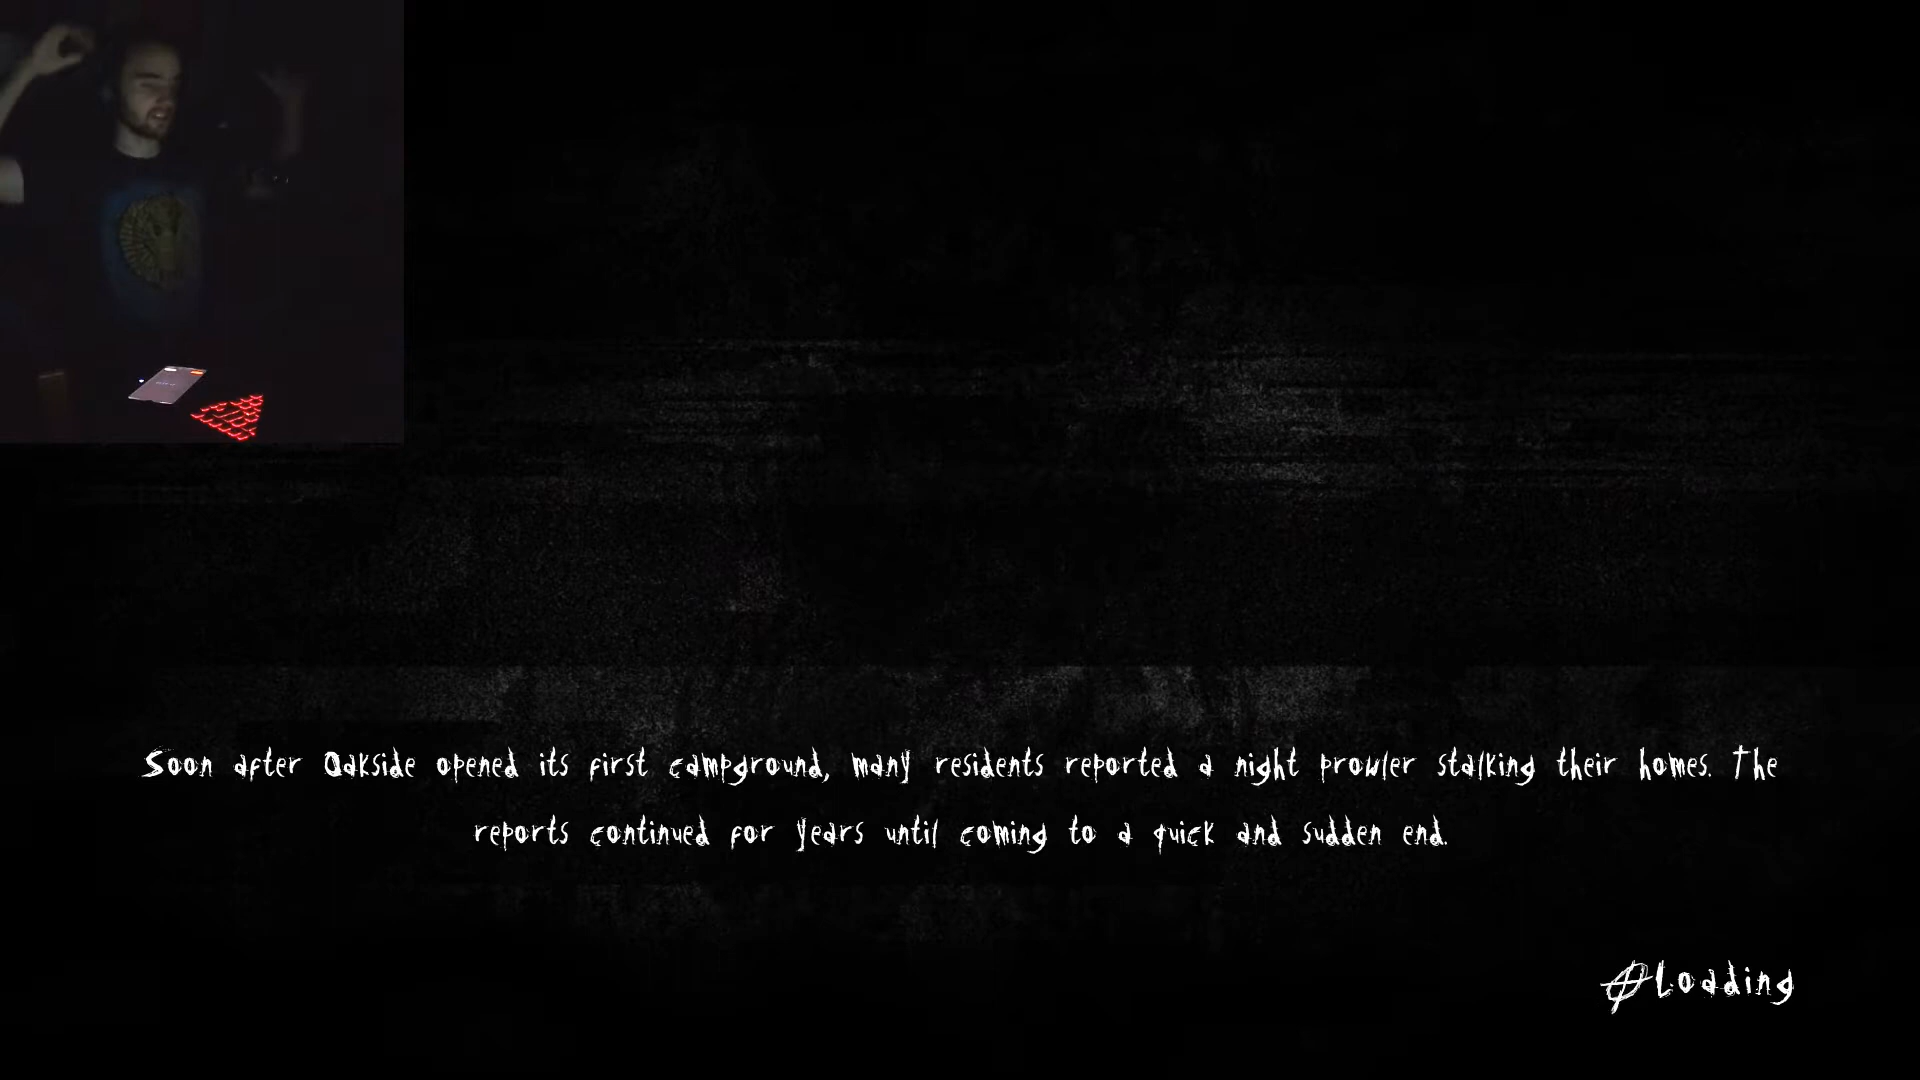 Soon after Oakside opened its first campground, many residents reported a night prowler stalking their homes. The
reports continued for years until coming to a quick and sudden end.
Loading